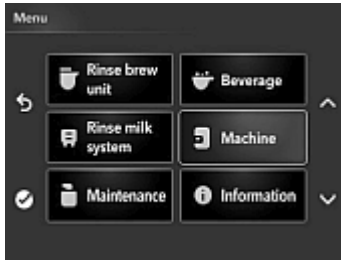 Menu
Rinse brew
unit
Beverage
Rinse milk
system
Machine
Maintenance
Information